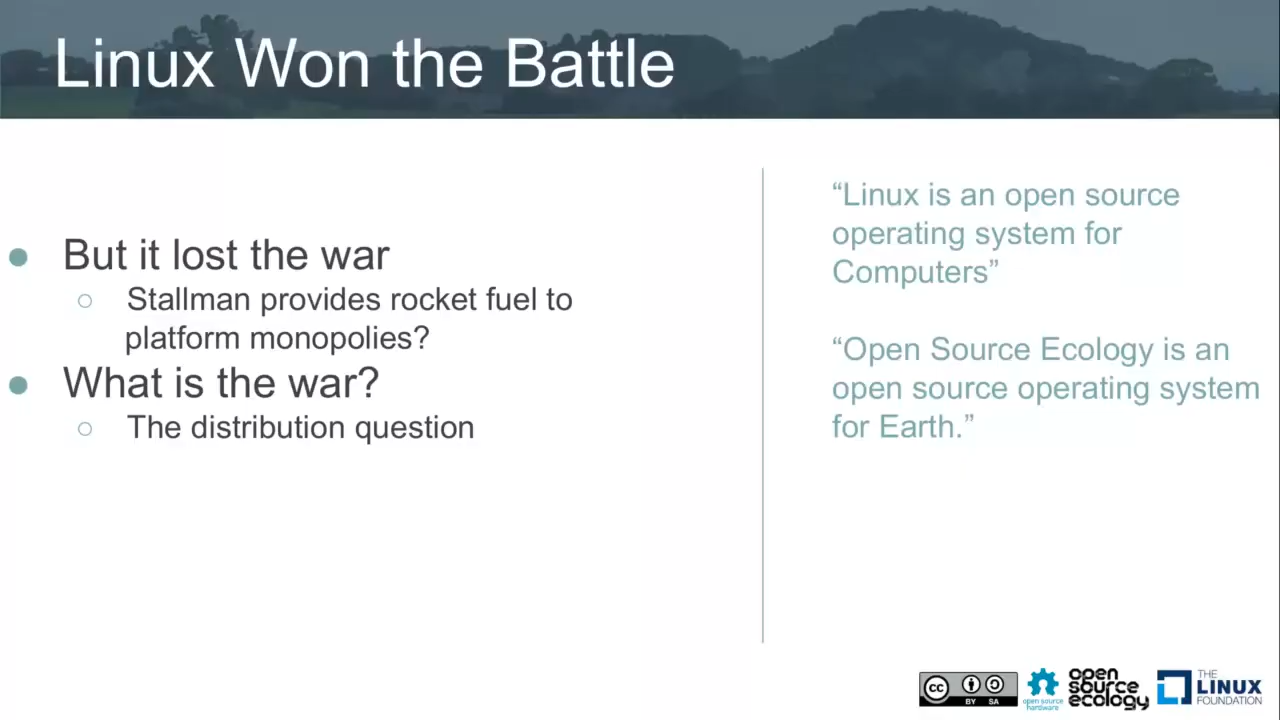 Linux Won the Battle
● But it lost the war
○ Stallman provides rocket fuel to
platform monopolies?
● What is the war?
○ The distribution question
“Linux is an open source
operating system for
Computers”
“Open Source Ecology is an
open source operating system
for Earth.”
cc
BY SA
open source
hardware
open
source
ecology
THE
LINUX
FOUNDATION